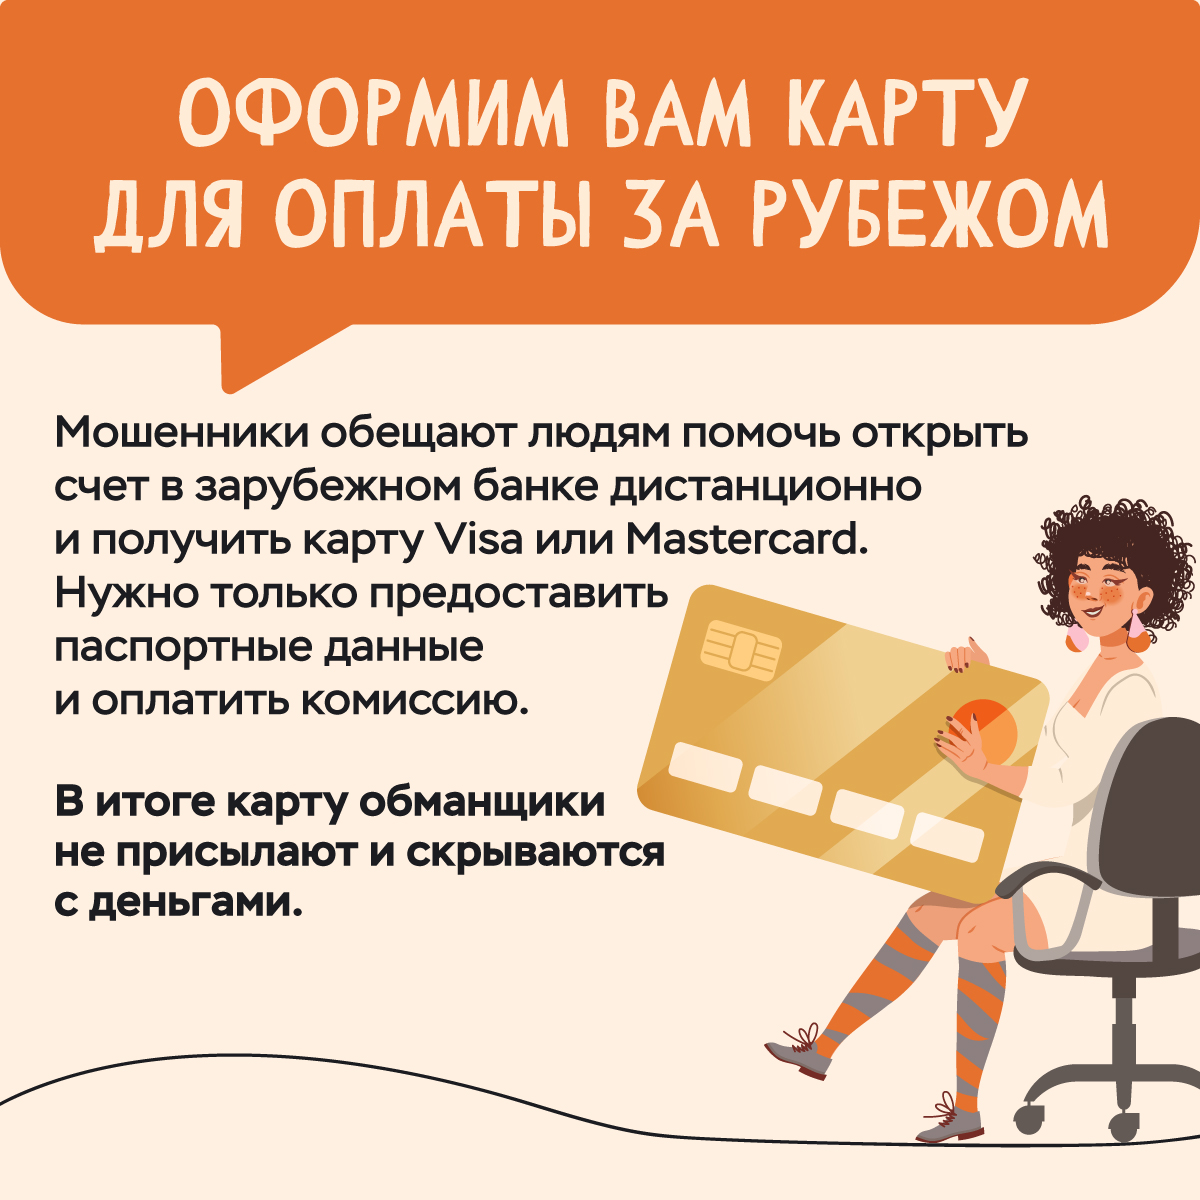 ОФОРМИМ ВАМ КАРТУ
ДЛЯ ОПЛАТЫ ЗА РУБЕЖОМ
Мошенники обещают людям помочь открыть
счет в зарубежном банке дистанционно
и получить карту Visa или Mastercard.
Нужно только предоставить
паспортные данные
и оплатить комиссию.
В итоге карту обманщики
не присылают и скрываются
с деньгами.